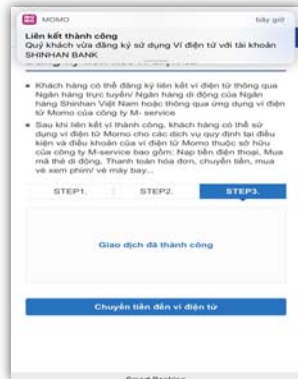 MOMO bây giờ
Liên kết thành công
Quý khách vừa đăng ký sử dụng Ví điện tử với tài khoản
SHINHAN BANK
Khách hàng có thể đăng ký liên kết ví điện tử thông qua
Ngân hàng trực tuyến/ Ngân hàng di động của Ngân
hàng Shinhan Việt Nam hoặc thông qua ứng dụng ví điện
tử Momo của công ty M- service
Sau khi liên kết ví thành công, khách hàng có thể sử
dụng ví điện tử Momo cho các dịch vụ quy định tại điều
kiện và điều khoản của ví điện tử Momo thuộc sở hữu
của công ty M-service bao gồm: Nạp tiền điện thoại, Mua
mã thẻ di động, Thanh toán hóa đơn, chuyển tiền, mua
vé xem phim/ vé máy bay...
STEP1. STEP2. STEP3.
Giao dịch đã thành công
Chuyển tiền đến ví điện tử